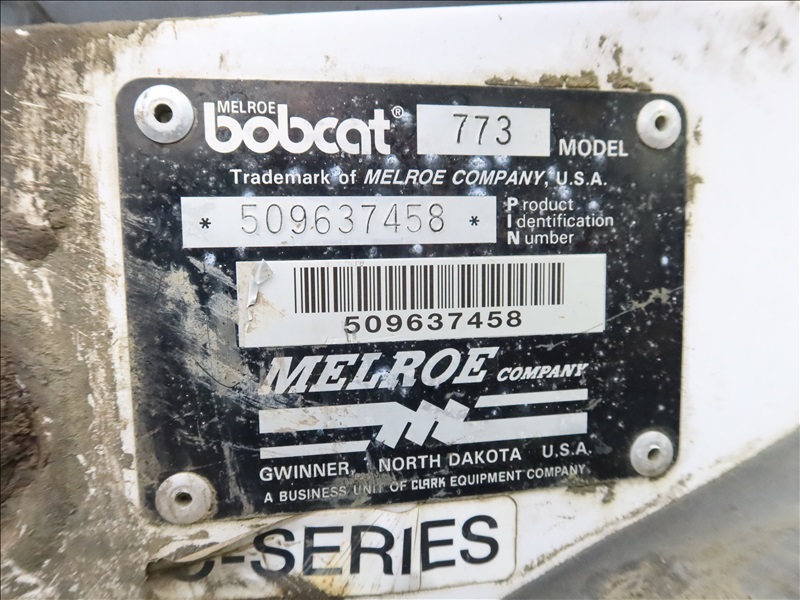 MELROE
bobcat® 773 MODEL
Trademark of MELROE COMPANY, U.S.A.
* 509637458 *
Product
Identification
Number
509637458
MELROE COMPANY
GWINNER, NORTH DAKOTA U.S.A.
A BUSINESS UNIT OF CLARK EQUIPMENT COMPANY
-SERIES